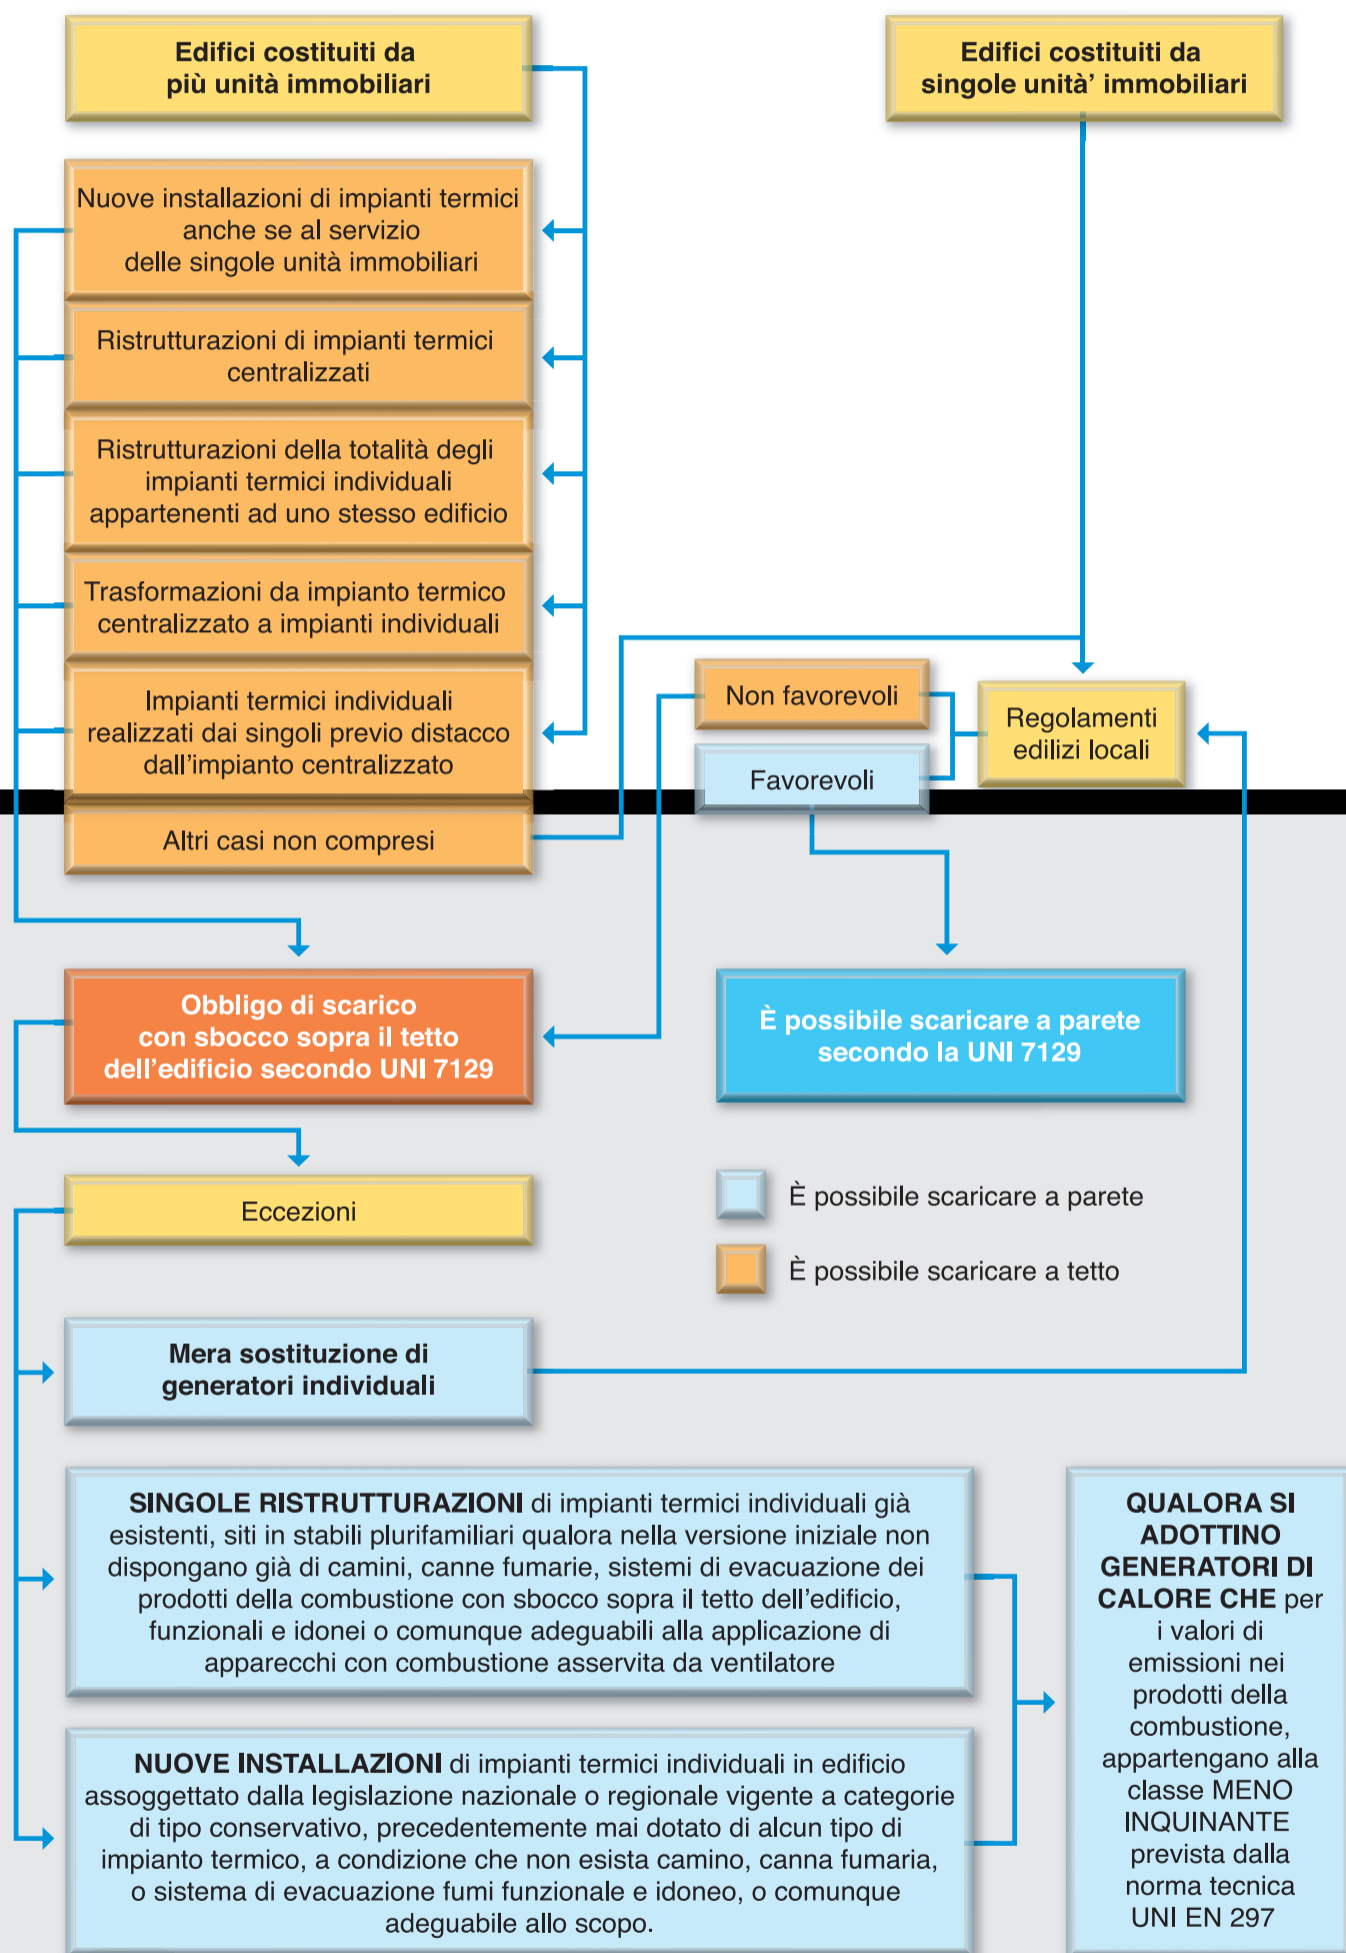 Edifici costituiti da
più unità immobiliari
Edifici costituiti da
singole unità' immobiliari
Nuove installazioni di impianti termici
anche se al servizio
delle singole unità immobiliari
Ristrutturazioni di impianti termici
centralizzati
Ristrutturazioni della totalità degli
impianti termici individuali
appartenenti ad uno stesso edificio
Trasformazioni da impianto termico
centralizzato a impianti individuali
Impianti termici individuali
realizzati dai singoli previo distacco
dall'impianto centralizzato
Altri casi non compresi
Non favorevoli
Favorevoli
Regolamenti
edilizi locali
Obbligo di scarico
con sbocco sopra il tetto
dell'edificio secondo UNI 7129
È possibile scaricare a parete
secondo la UNI 7129
Eccezioni
È possibile scaricare a parete
È possibile scaricare a tetto
Mera sostituzione di
generatori individuali
SINGOLE RISTRUTTURAZIONI di impianti termici individuali già
esistenti, siti in stabili plurifamiliari qualora nella versione iniziale non
dispongano già di camini, canne fumarie, sistemi di evacuazione dei
prodotti della combustione con sbocco sopra il tetto dell'edificio,
funzionali e idonei o comunque adeguabili alla applicazione di
apparecchi con combustione asservita da ventilatore
NUOVE INSTALLAZIONI di impianti termici individuali in edificio
assoggettato dalla legislazione nazionale o regionale vigente a categorie
di tipo conservativo, precedentemente mai dotato di alcun tipo di
impianto termico, a condizione che non esista camino, canna fumaria,
o sistema di evacuazione fumi funzionale e idoneo, o comunque
adeguabile allo scopo.
QUALORA SI
ADOTTINO
GENERATORI DI
CALORE CHE per
i valori di
emissioni nei
prodotti della
combustione,
appartengano alla
classe MENO
INQUINANTE
prevista dalla
norma tecnica
UNI EN 297